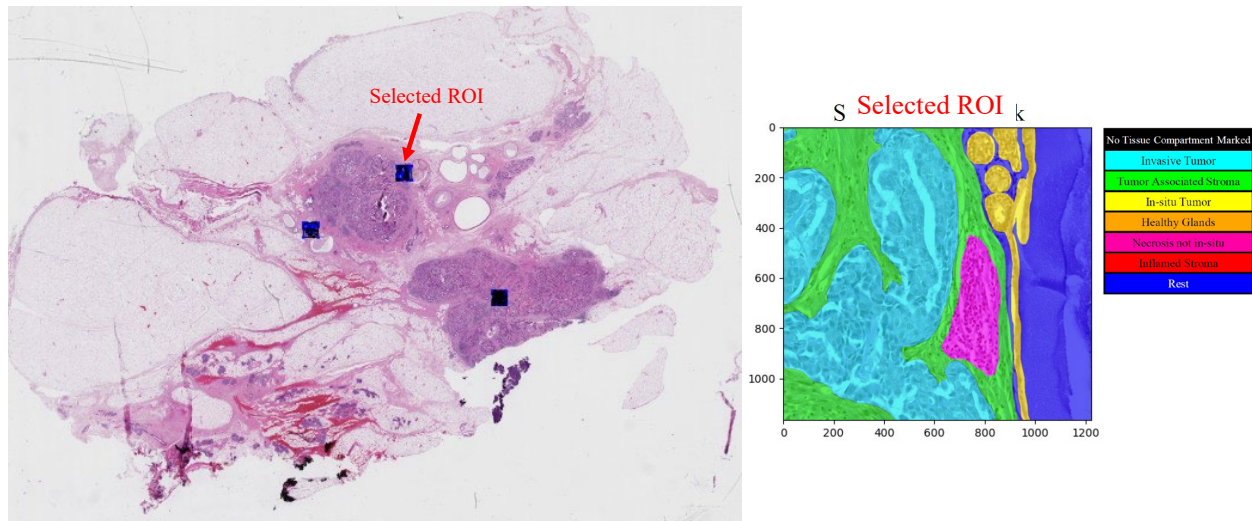 Selected ROI
S Selected ROI k
0
200
400
600
800
1000
0 200 400 600 800 1000 1200
No Tissue Compartment Marked
Invasive Tumor
Tumor Associated Stroma
In-situ Tumor
Healthy Glands
Necrosis not in-situ
Inflamed Stroma
Rest